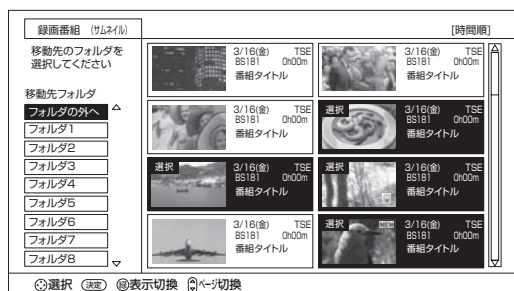 録画番組 (サムネイル)
[時間順]
移動先のフォルダを
選択してください
移動先フォルダ
フォルダの外へ
フォルダ1
フォルダ2
フォルダ3
フォルダ4
フォルダ5
フォルダ6
フォルダ7
フォルダ8
3/16(金) TSE
BS181 0h00m
番組タイトル
3/16(金) TSE
BS181 0h00m
番組タイトル
3/16(金) TSE
BS181 0h00m
番組タイトル
選択
3/16(金) TSE
BS181 0h00m
番組タイトル
選択
3/16(金) TSE
BS181 0h00m
番組タイトル
選択
3/16(金) TSE
BS181 0h00m
番組タイトル
3/16(金) TSE
BS181 0h00m
番組タイトル
選択
NEW
3/16(金) TSE
BS181 0h00m
番組タイトル
選択 決定 緑 表示切換 ページ切換